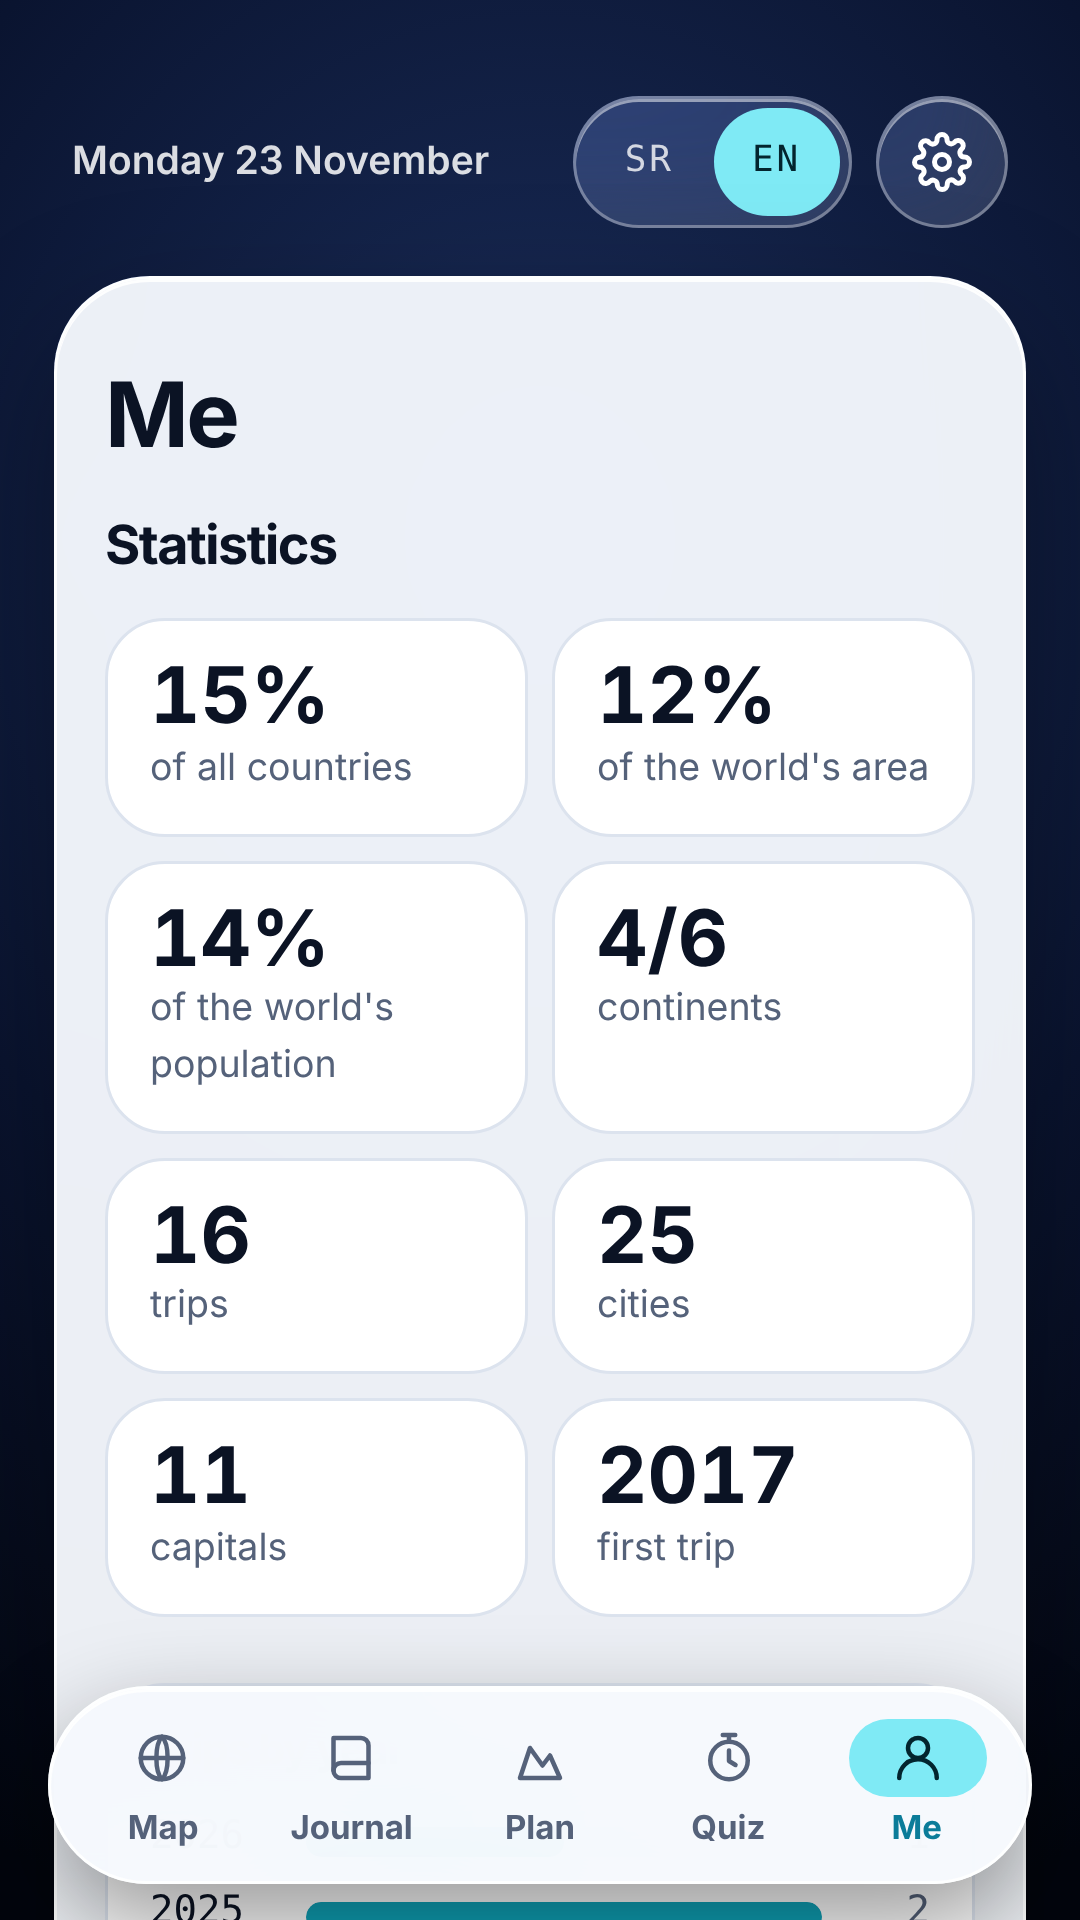 Monday 23 November
SR
EN
Me
Statistics
15%
of all countries
12%
of the world's area
14%
of the world's
population
4/6
continents
16
trips
25
cities
11
capitals
2017
first trip
Map
Journal
Plan
Quiz
Me
2025
2